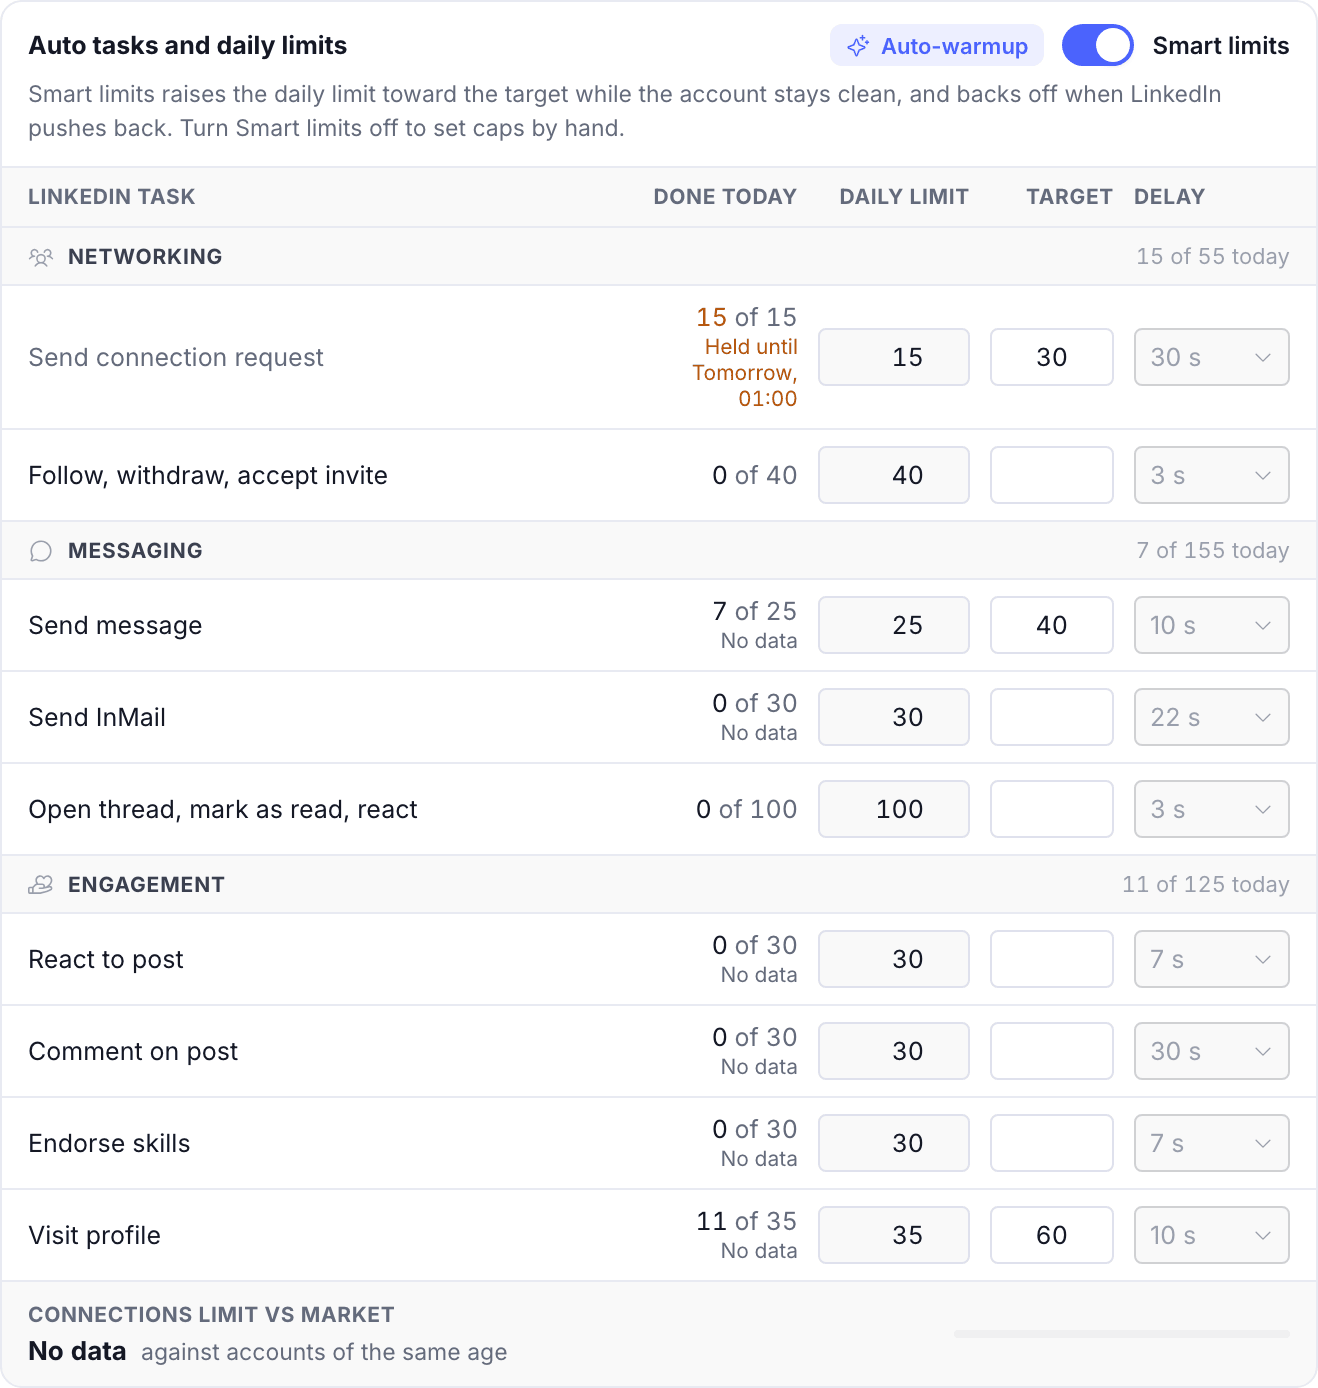 Auto tasks and daily limits
Auto-warmup
Smart limits
Smart limits raises the daily limit toward the target while the account stays clean, and backs off when LinkedIn
pushes back. Turn Smart limits off to set caps by hand.
LINKEDIN TASK DONE TODAY DAILY LIMIT TARGET DELAY
NETWORKING 15 of 55 today
Send connection request 15 of 15 15 30 30 s
Held until
Tomorrow,
01:00
Follow, withdraw, accept invite 0 of 40 40 3 s
MESSAGING 7 of 155 today
Send message 7 of 25 25 40 10 s
No data
Send InMail 0 of 30 30 22 s
No data
Open thread, mark as read, react 0 of 100 100 3 s
ENGAGEMENT 11 of 125 today
React to post 0 of 30 30 7 s
No data
Comment on post 0 of 30 30 30 s
No data
Endorse skills 0 of 30 30 7 s
No data
Visit profile 11 of 35 35 60 10 s
No data
CONNECTIONS LIMIT VS MARKET
No data against accounts of the same age